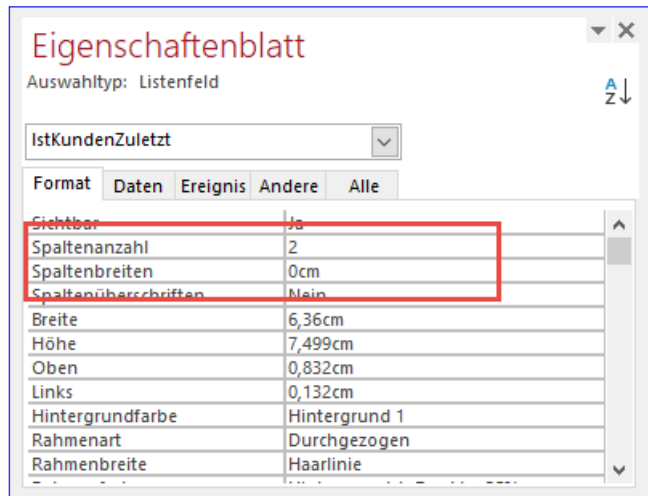 Eigenschaftenblatt
Auswahltyp: Listenfeld
A
Z
IstKundenZuletzt
Format Daten Ereignis Andere Alle
Sichtbar Ja
Spaltenanzahl 2
Spaltenbreiten 0cm
Spaltenüberschriften Nein
Breite 6,36cm
Höhe 7,499cm
Oben 0,832cm
Links 0,132cm
Hintergrundfarbe Hintergrund 1
Rahmenart Durchgezogen
Rahmenbreite Haarlinie